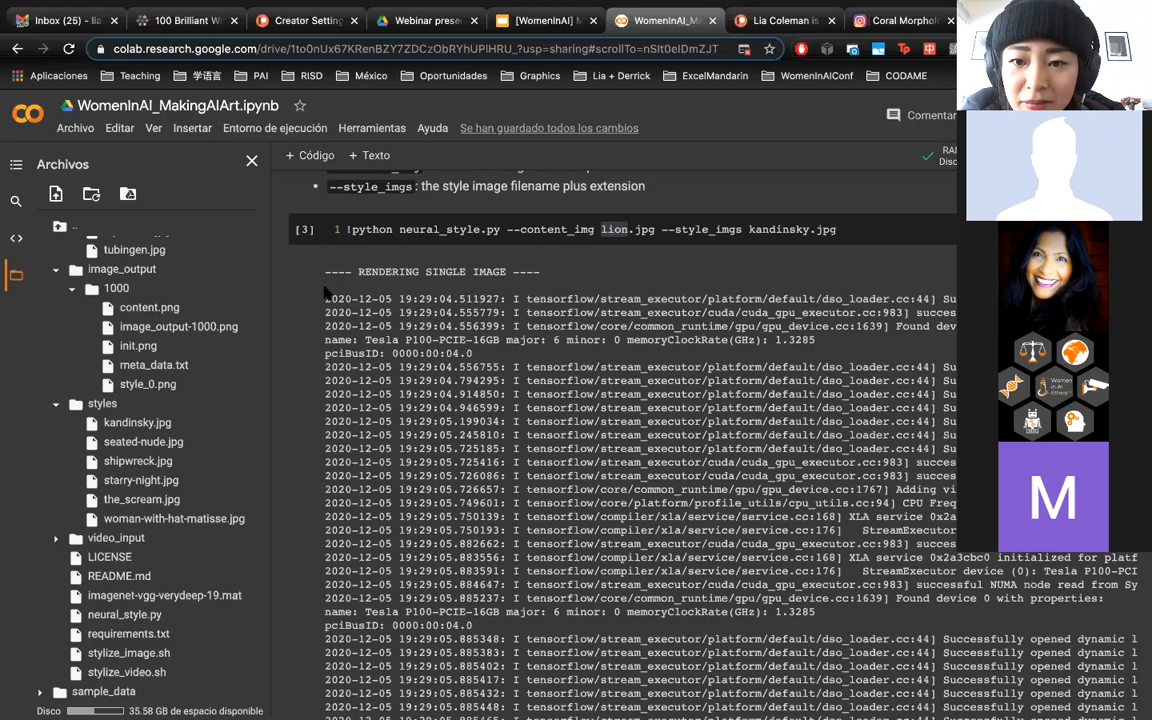 Inbox (50) - lia
100 Brilliant Wo
Creator Setting
Webinar prese
[WomenInAI] M
WomenInAI_Ma
Lia Coleman is
Coral Morpholo
colab.research.google.com/drive/1to0nUx67KRenBZY7ZDCzObRYhUPlHRU_?usp=sharing#scrollTo=nSlt0eIDmZJT
Aplicaciones
Teaching
学语言
PAI
RISD
México
Oportunidades
Graphics
Lia + Derrick
ExcelMandarin
WomenInAIConf
CODAME
WomenInAI_MakingAIArt.ipynb
Archivo Editar Ver Insertar Entorno de ejecución Herramientas Ayuda Se han guardado todos los cambios
Comentar
Archivos
+ Código + Texto
RAM
Disc
..
tubingen.jpg
image_output
1000
content.png
image_output-1000.png
init.png
meta_data.txt
style_0.png
styles
kandinsky.jpg
seated-nude.jpg
shipwreck.jpg
starry-night.jpg
the_scream.jpg
woman-with-hat-matisse.jpg
video_input
LICENSE
README.md
imagenet-vgg-verydeep-19.mat
neural_style.py
requirements.txt
stylize_image.sh
stylize_video.sh
sample_data
Disco 35.58 GB de espacio disponible
--style_imgs: the style image filename plus extension
[3] 1 !python neural_style.py --content_img lion.jpg --style_imgs kandinsky.jpg
---- RENDERING SINGLE IMAGE ----
2020-12-05 19:29:04.511927: I tensorflow/stream_executor/platform/default/dso_loader.cc:44] Su
2020-12-05 19:29:04.555779: I tensorflow/stream_executor/cuda/cuda_gpu_executor.cc:983] succes
2020-12-05 19:29:04.556399: I tensorflow/core/common_runtime/gpu/gpu_device.cc:1639] Found dev
name: Tesla P100-PCIE-16GB major: 6 minor: 0 memoryClockRate(GHz): 1.3285
pciBusID: 0000:00:04.0
2020-12-05 19:29:04.556755: I tensorflow/stream_executor/platform/default/dso_loader.cc:44] Su
2020-12-05 19:29:04.794295: I tensorflow/stream_executor/platform/default/dso_loader.cc:44] Su
2020-12-05 19:29:04.914850: I tensorflow/stream_executor/platform/default/dso_loader.cc:44] Su
2020-12-05 19:29:04.946599: I tensorflow/stream_executor/platform/default/dso_loader.cc:44] Su
2020-12-05 19:29:05.199034: I tensorflow/stream_executor/platform/default/dso_loader.cc:44] Su
2020-12-05 19:29:05.245810: I tensorflow/stream_executor/platform/default/dso_loader.cc:44] Su
2020-12-05 19:29:05.725185: I tensorflow/stream_executor/platform/default/dso_loader.cc:44] Su
2020-12-05 19:29:05.725416: I tensorflow/stream_executor/cuda/cuda_gpu_executor.cc:983] succes
2020-12-05 19:29:05.726086: I tensorflow/stream_executor/cuda/cuda_gpu_executor.cc:983] succes
2020-12-05 19:29:05.726657: I tensorflow/core/common_runtime/gpu/gpu_device.cc:1767] Adding vi
2020-12-05 19:29:05.749601: I tensorflow/core/platform/profile_utils/cpu_utils.cc:94] CPU Freq
2020-12-05 19:29:05.750139: I tensorflow/compiler/xla/service/service.cc:168] XLA service 0x2a
2020-12-05 19:29:05.750193: I tensorflow/compiler/xla/service/service.cc:176] StreamExecutor
2020-12-05 19:29:05.882662: I tensorflow/stream_executor/cuda/cuda_gpu_executor.cc:983] succes
2020-12-05 19:29:05.883556: I tensorflow/compiler/xla/service/service.cc:168] XLA service 0x2a3cbc0 initialized for platf
2020-12-05 19:29:05.883591: I tensorflow/compiler/xla/service/service.cc:176] StreamExecutor device (0): Tesla P100-PCI
2020-12-05 19:29:05.884647: I tensorflow/stream_executor/cuda/cuda_gpu_executor.cc:983] successful NUMA node read from Sy
2020-12-05 19:29:05.885237: I tensorflow/core/common_runtime/gpu/gpu_device.cc:1639] Found device 0 with properties:
name: Tesla P100-PCIE-16GB major: 6 minor: 0 memoryClockRate(GHz): 1.3285
pciBusID: 0000:00:04.0
2020-12-05 19:29:05.885348: I tensorflow/stream_executor/platform/default/dso_loader.cc:44] Successfully opened dynamic l
2020-12-05 19:29:05.885383: I tensorflow/stream_executor/platform/default/dso_loader.cc:44] Successfully opened dynamic l
2020-12-05 19:29:05.885402: I tensorflow/stream_executor/platform/default/dso_loader.cc:44] Successfully opened dynamic l
2020-12-05 19:29:05.885417: I tensorflow/stream_executor/platform/default/dso_loader.cc:44] Successfully opened dynamic l
2020-12-05 19:29:05.885432: I tensorflow/stream_executor/platform/default/dso_loader.cc:44] Successfully opened dynamic l
2020-12-05 19:29:05.885448: I tensorflow/stream_executor/platform/default/dso_loader.cc:44] Successfully opened dynamic l
Women
in AI
Ethics
M